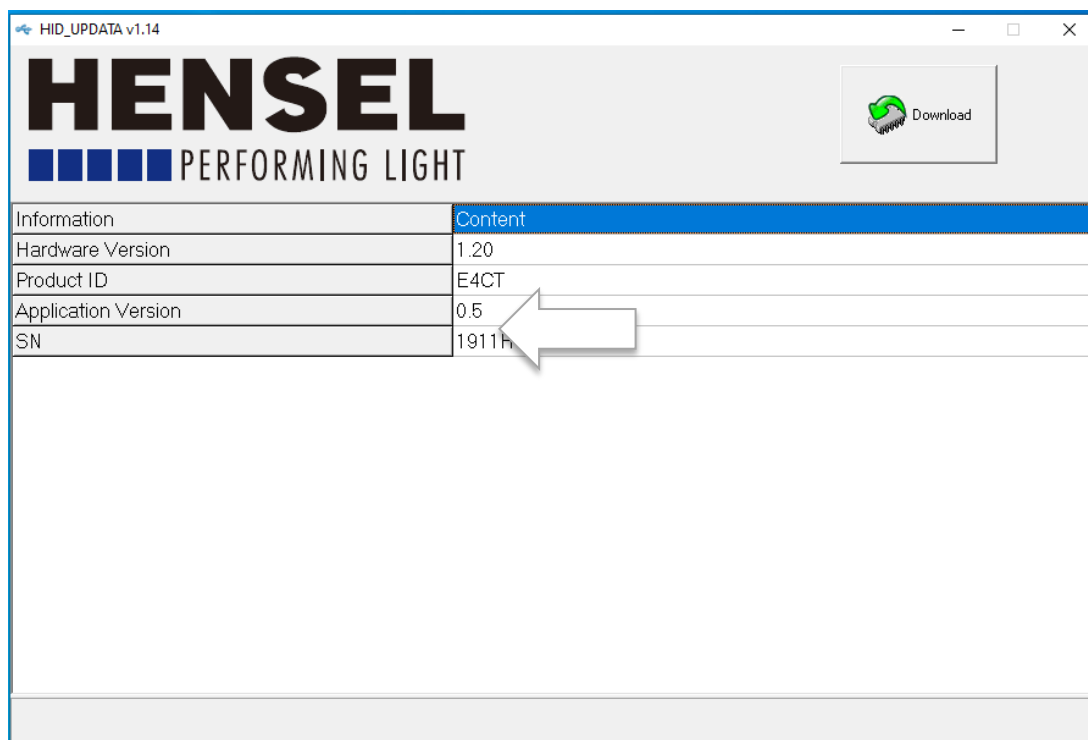 HID_UPDATA v1.14
HENSEL
PERFORMING LIGHT
Download
Information Content
Hardware Version 1.20
Product ID E4CT
Application Version 0.5
SN 1911H